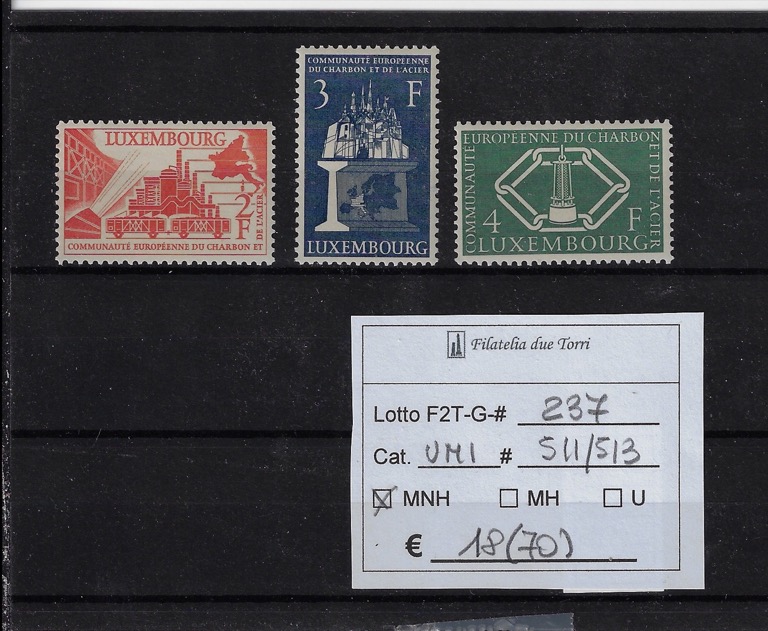 LUXEMBOURG
2
F
COMMUNAUTÉ EUROPÉENNE DU CHARBON ET
DE L'ACIER
COMMUNAUTÉ EUROPÉENNE
DU CHARBON ET DE L'ACIER
3 F
LUXEMBOURG
COMMUNAUTÉ
EUROPÉENNE DU CHARBON
ET DE L'ACIER
4 F
LUXEMBOURG
Filatelia due Torri
Lotto F2T-G-# 237
Cat. UNI # 511/513
MNH MH U
€ 18(70)